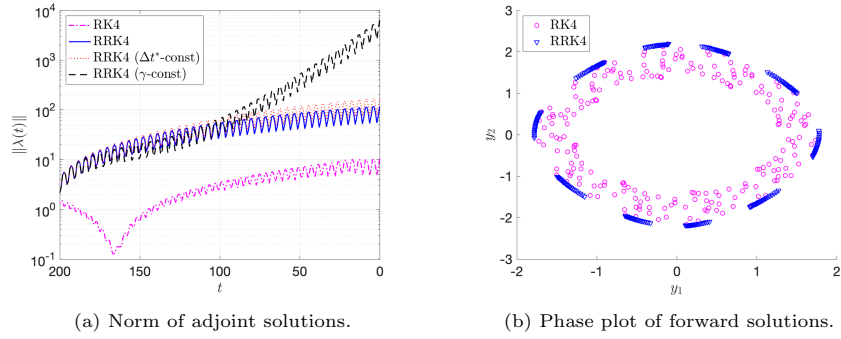 10^4
10^3
10^2
10^1
10^0
10^-1
‖λ(t)‖
RK4
RRK4
RRK4 (Δt*-const)
RRK4 (γ-const)
200 150 100 50 0
t
(a) Norm of adjoint solutions.
3
2
1
0
-1
-2
-3
y_2
RK4
RRK4
-2 -1 0 1 2
y_1
(b) Phase plot of forward solutions.